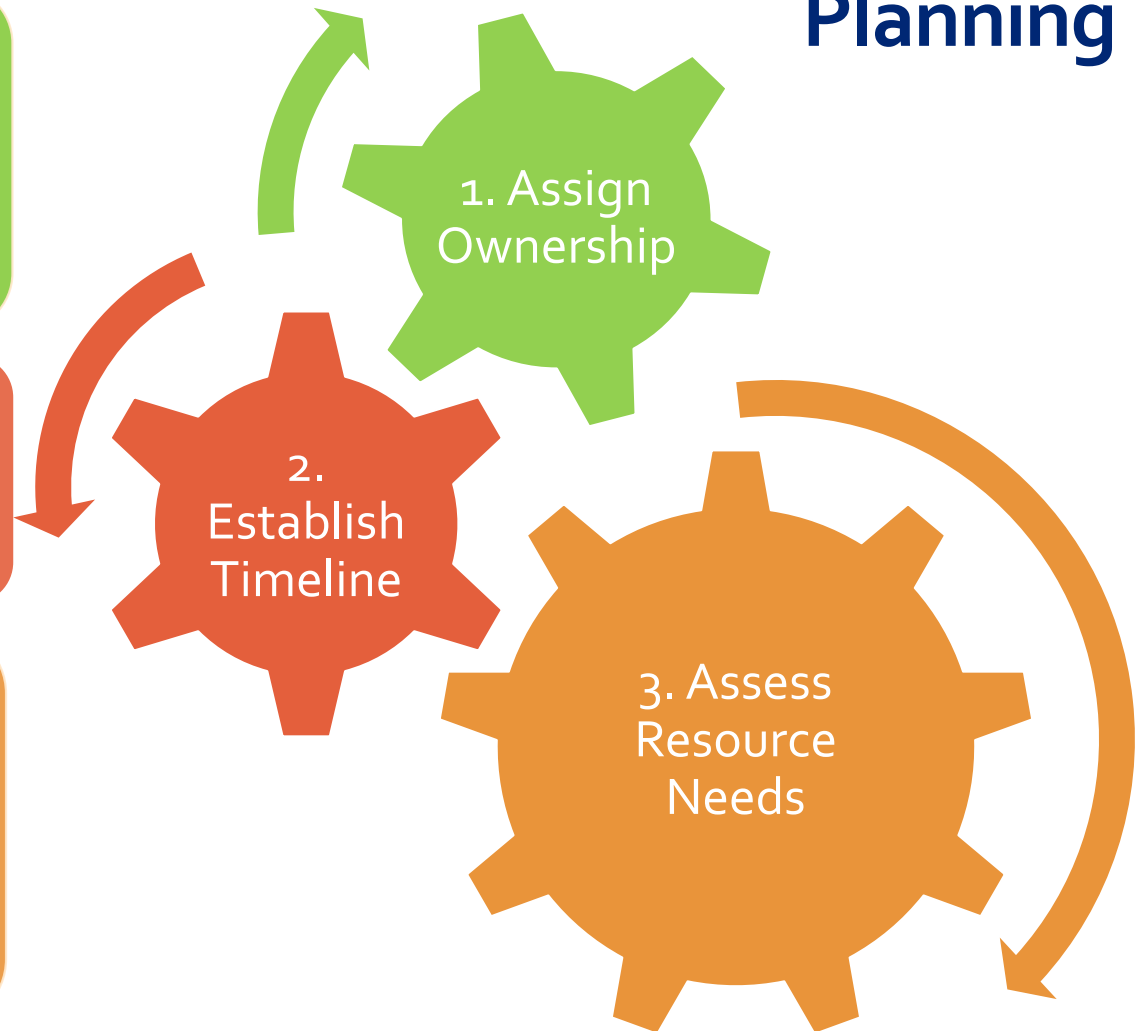 Planning
1. Assign
Ownership
2.
Establish
Timeline
3. Assess
Resource
Needs